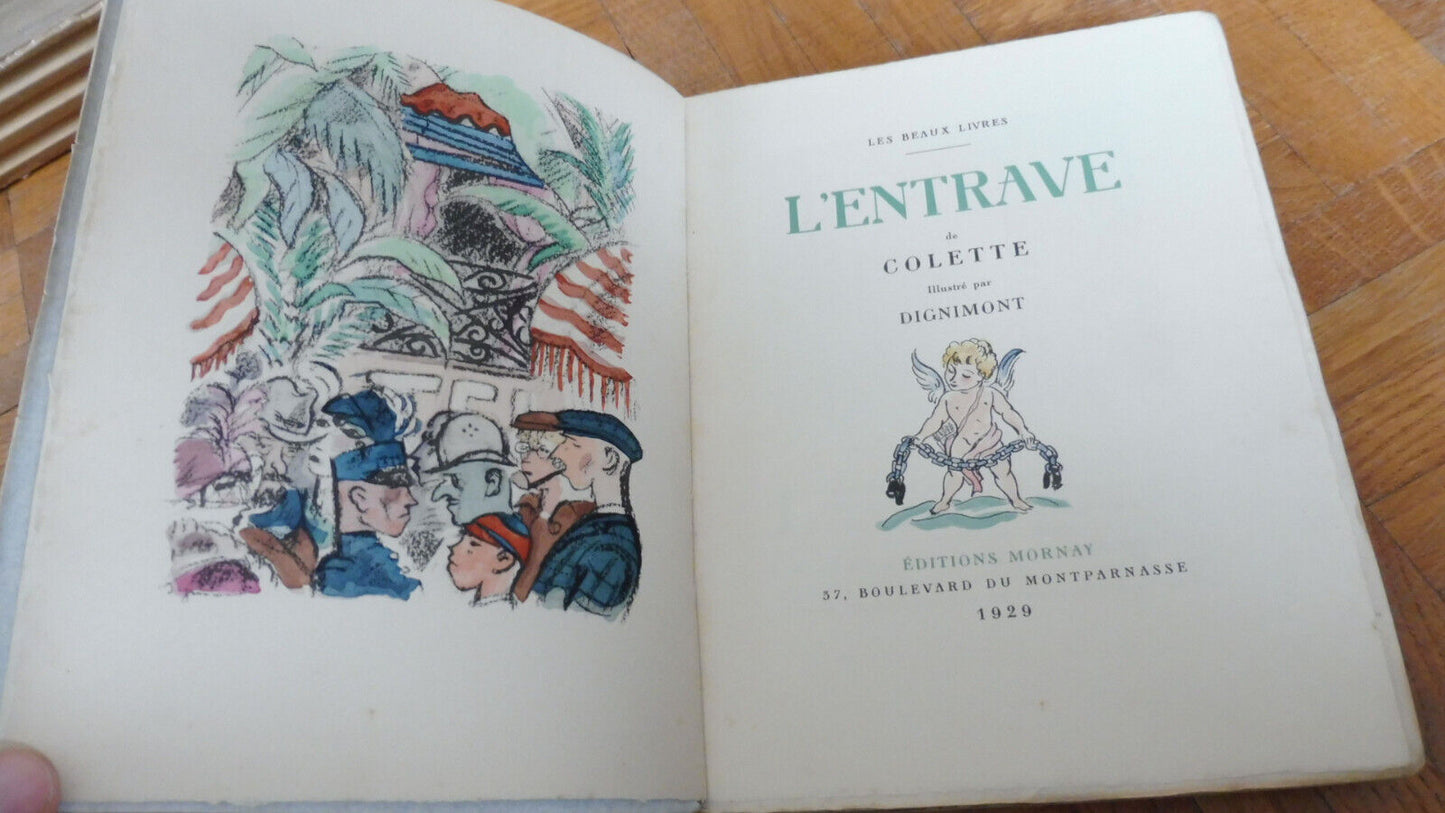 LES BEAUX LIVRES
L'ENTRAVE
de
COLETTE
Illustré par
DIGNIMONT
ÉDITIONS MORNAY
37, BOULEVARD DU MONTPARNASSE
1929